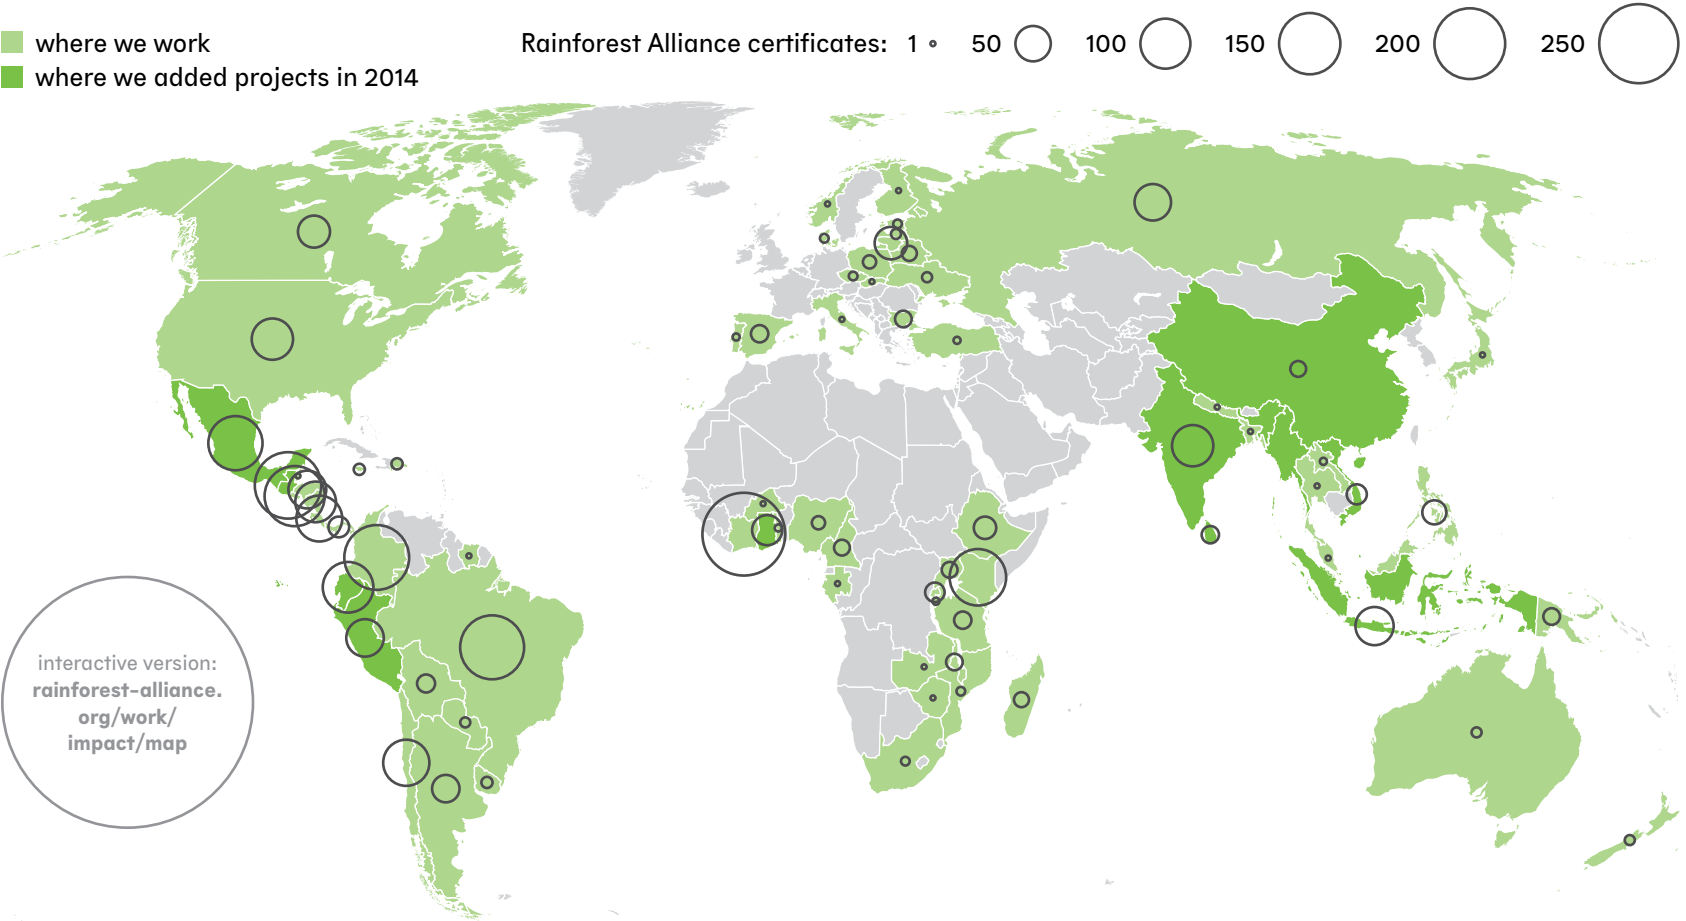 where we work
where we added projects in 2014
Rainforest Alliance certificates: 1 50 100 150 200 250
interactive version:
rainforest-alliance.
org/work/
impact/map